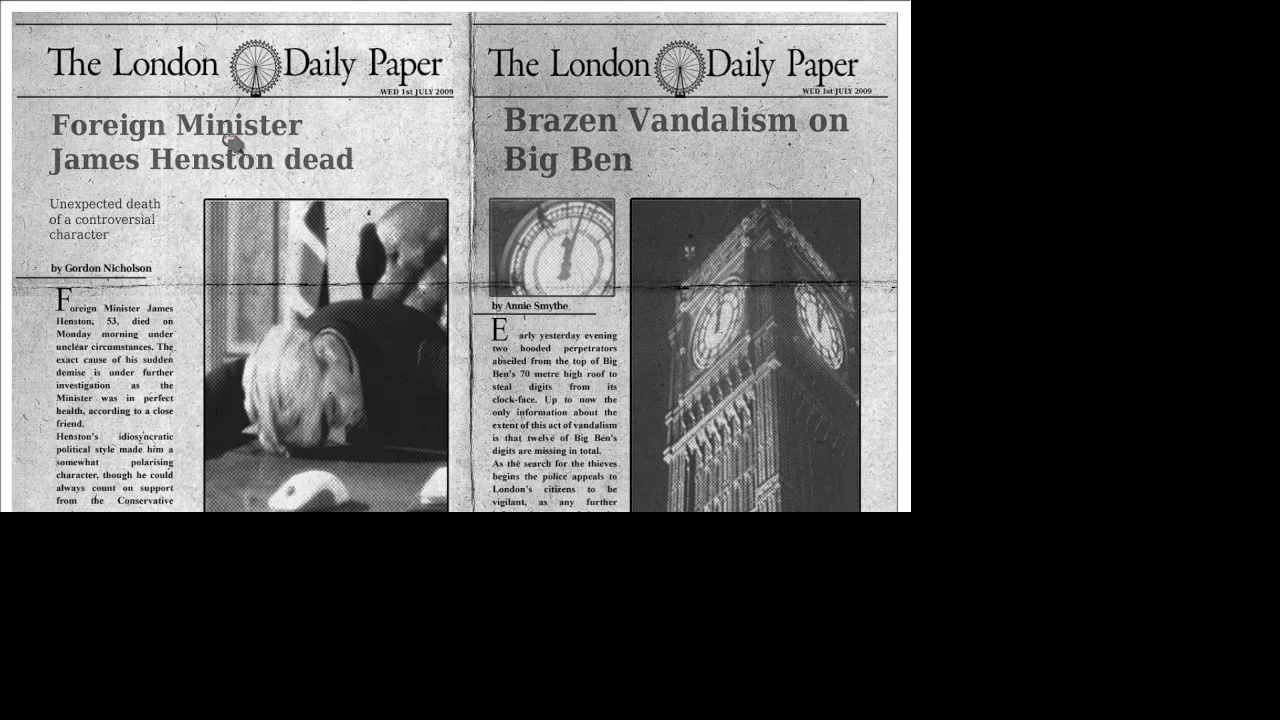 The London Daily Paper
WED 1st JULY 2009
Foreign Minister
James Henston dead
Unexpected death
of a controversial
character
by Gordon Nicholson
Foreign Minister James
Henston, 53, died on
Monday morning under
unclear circumstances. The
exact cause of his sudden
demise is under further
investigation as the
Minister was in perfect
health, according to a close
friend.
Henston's idiosyncratic
political style made him a
somewhat polarising
character, though he could
always count on support
from the Conservative
The London Daily Paper
WED 1st JULY 2009
Brazen Vandalism on
Big Ben
by Annie Smythe
Early yesterday evening
two hooded perpetrators
abseiled from the top of Big
Ben's 70 metre high roof to
steal digits from its
clock-face. Up to now the
only information about the
extent of this act of vandalism
is that twelve of Big Ben's
digits are missing in total.
As the search for the thieves
begins the police appeals to
London's citizens to be
vigilant, as any further